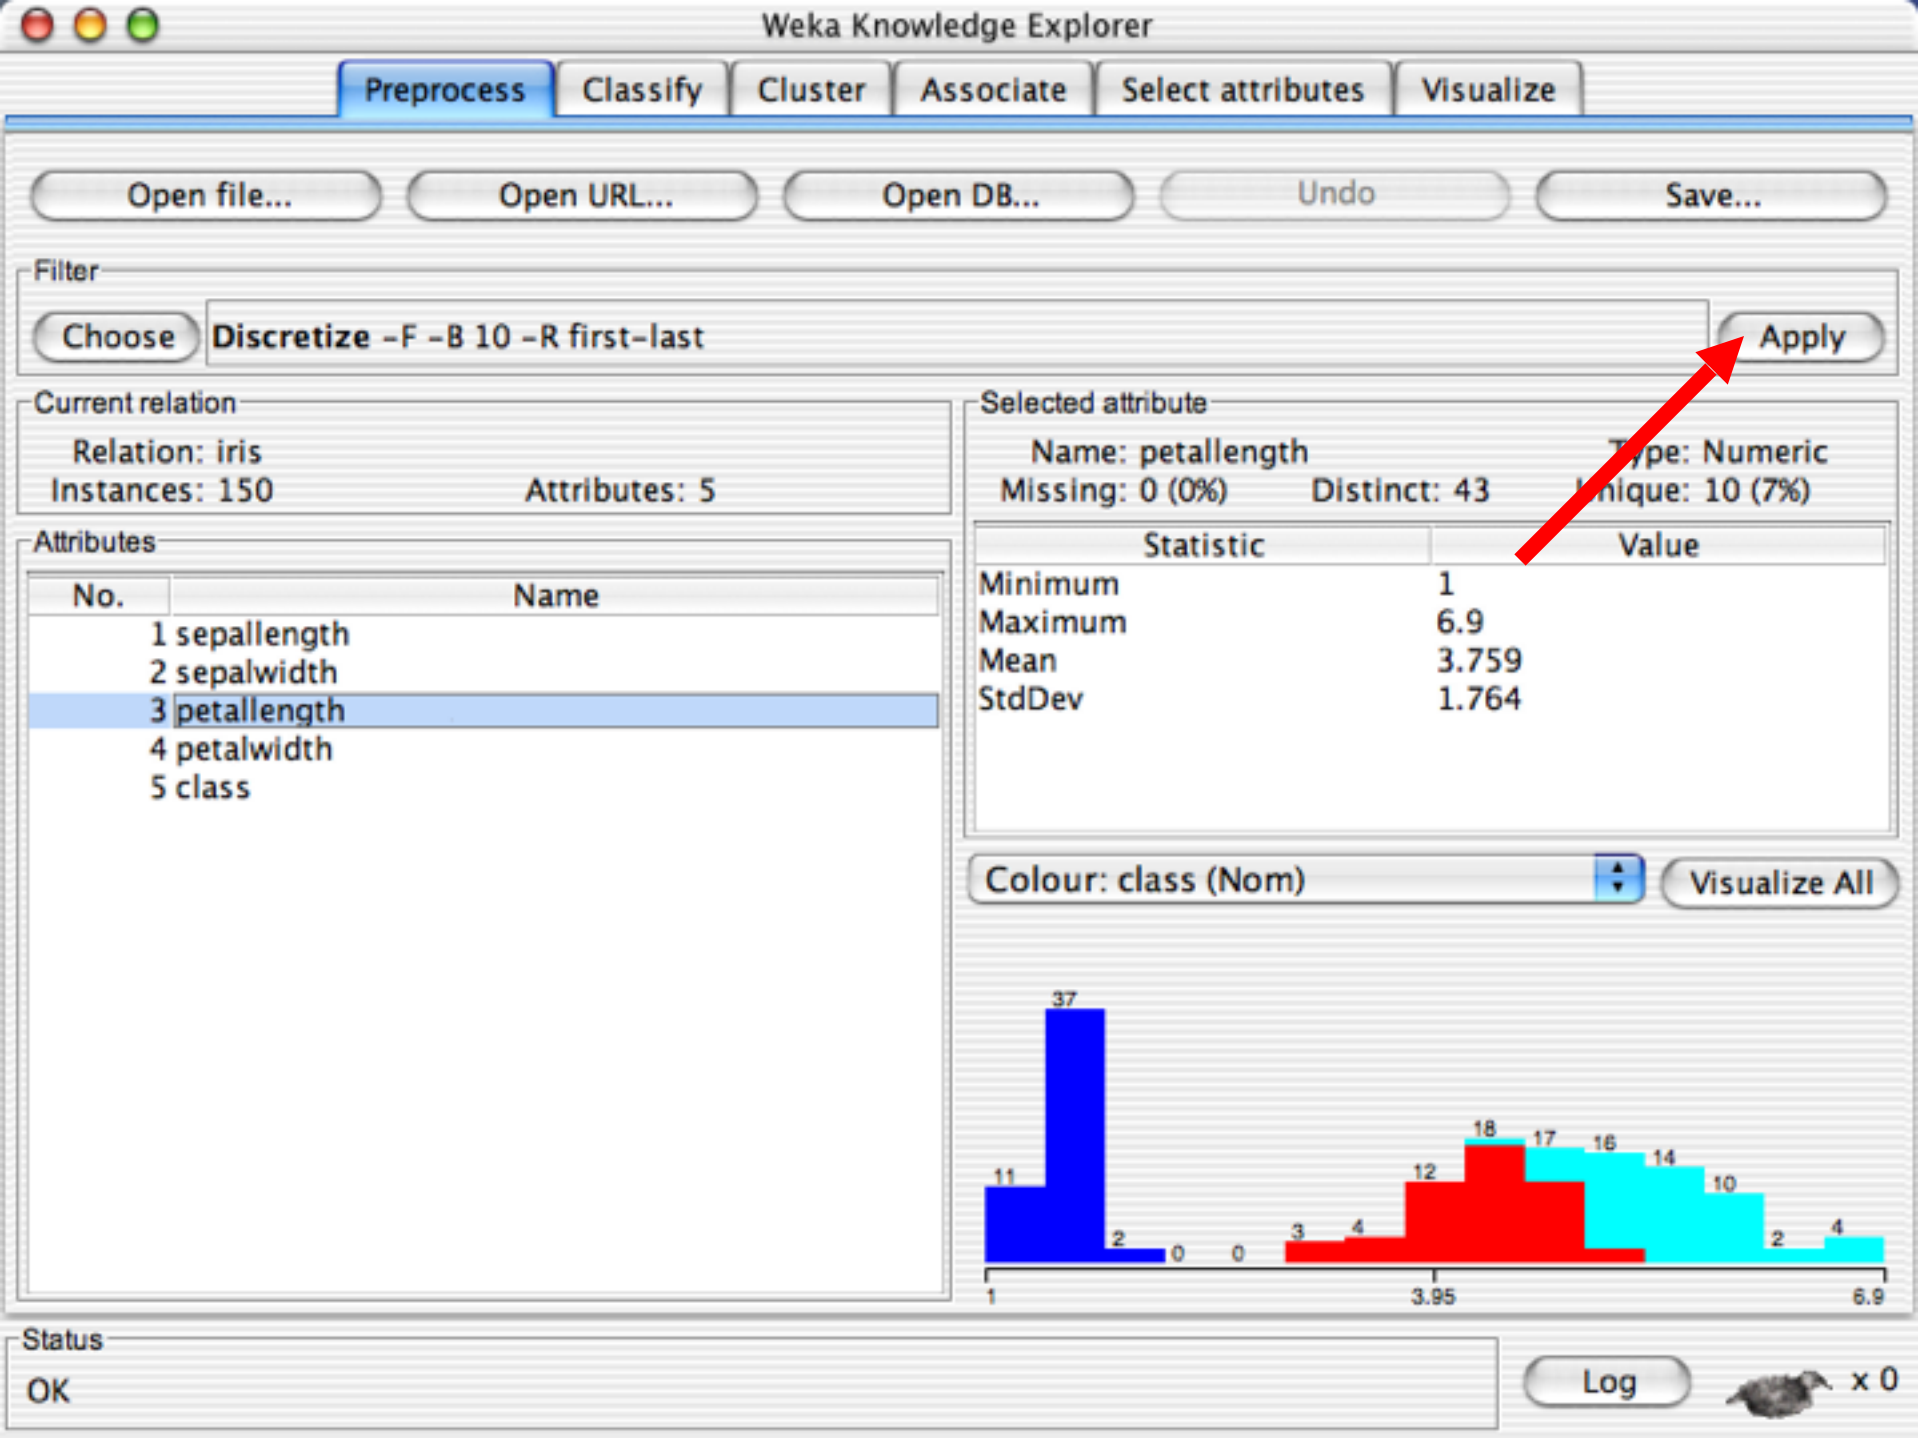 Weka Knowledge Explorer
Preprocess Classify Cluster Associate Select attributes Visualize
Open file... Open URL... Open DB... Undo Save...
Filter
Choose Discretize -F -B 10 -R first-last Apply
Current relation
Relation: iris
Instances: 150 Attributes: 5
Selected attribute
Name: petallength Type: Numeric
Missing: 0 (0%) Distinct: 43 Unique: 10 (7%)
Statistic Value
Minimum 1
Maximum 6.9
Mean 3.759
StdDev 1.764
Attributes
No. Name
1 sepallength
2 sepalwidth
3 petallength
4 petalwidth
5 class
Colour: class (Nom) Visualize All
11 37 2 0 0 3 4 12 18 17 16 14 10 2 4
1 3.95 6.9
Status
OK
Log x 0